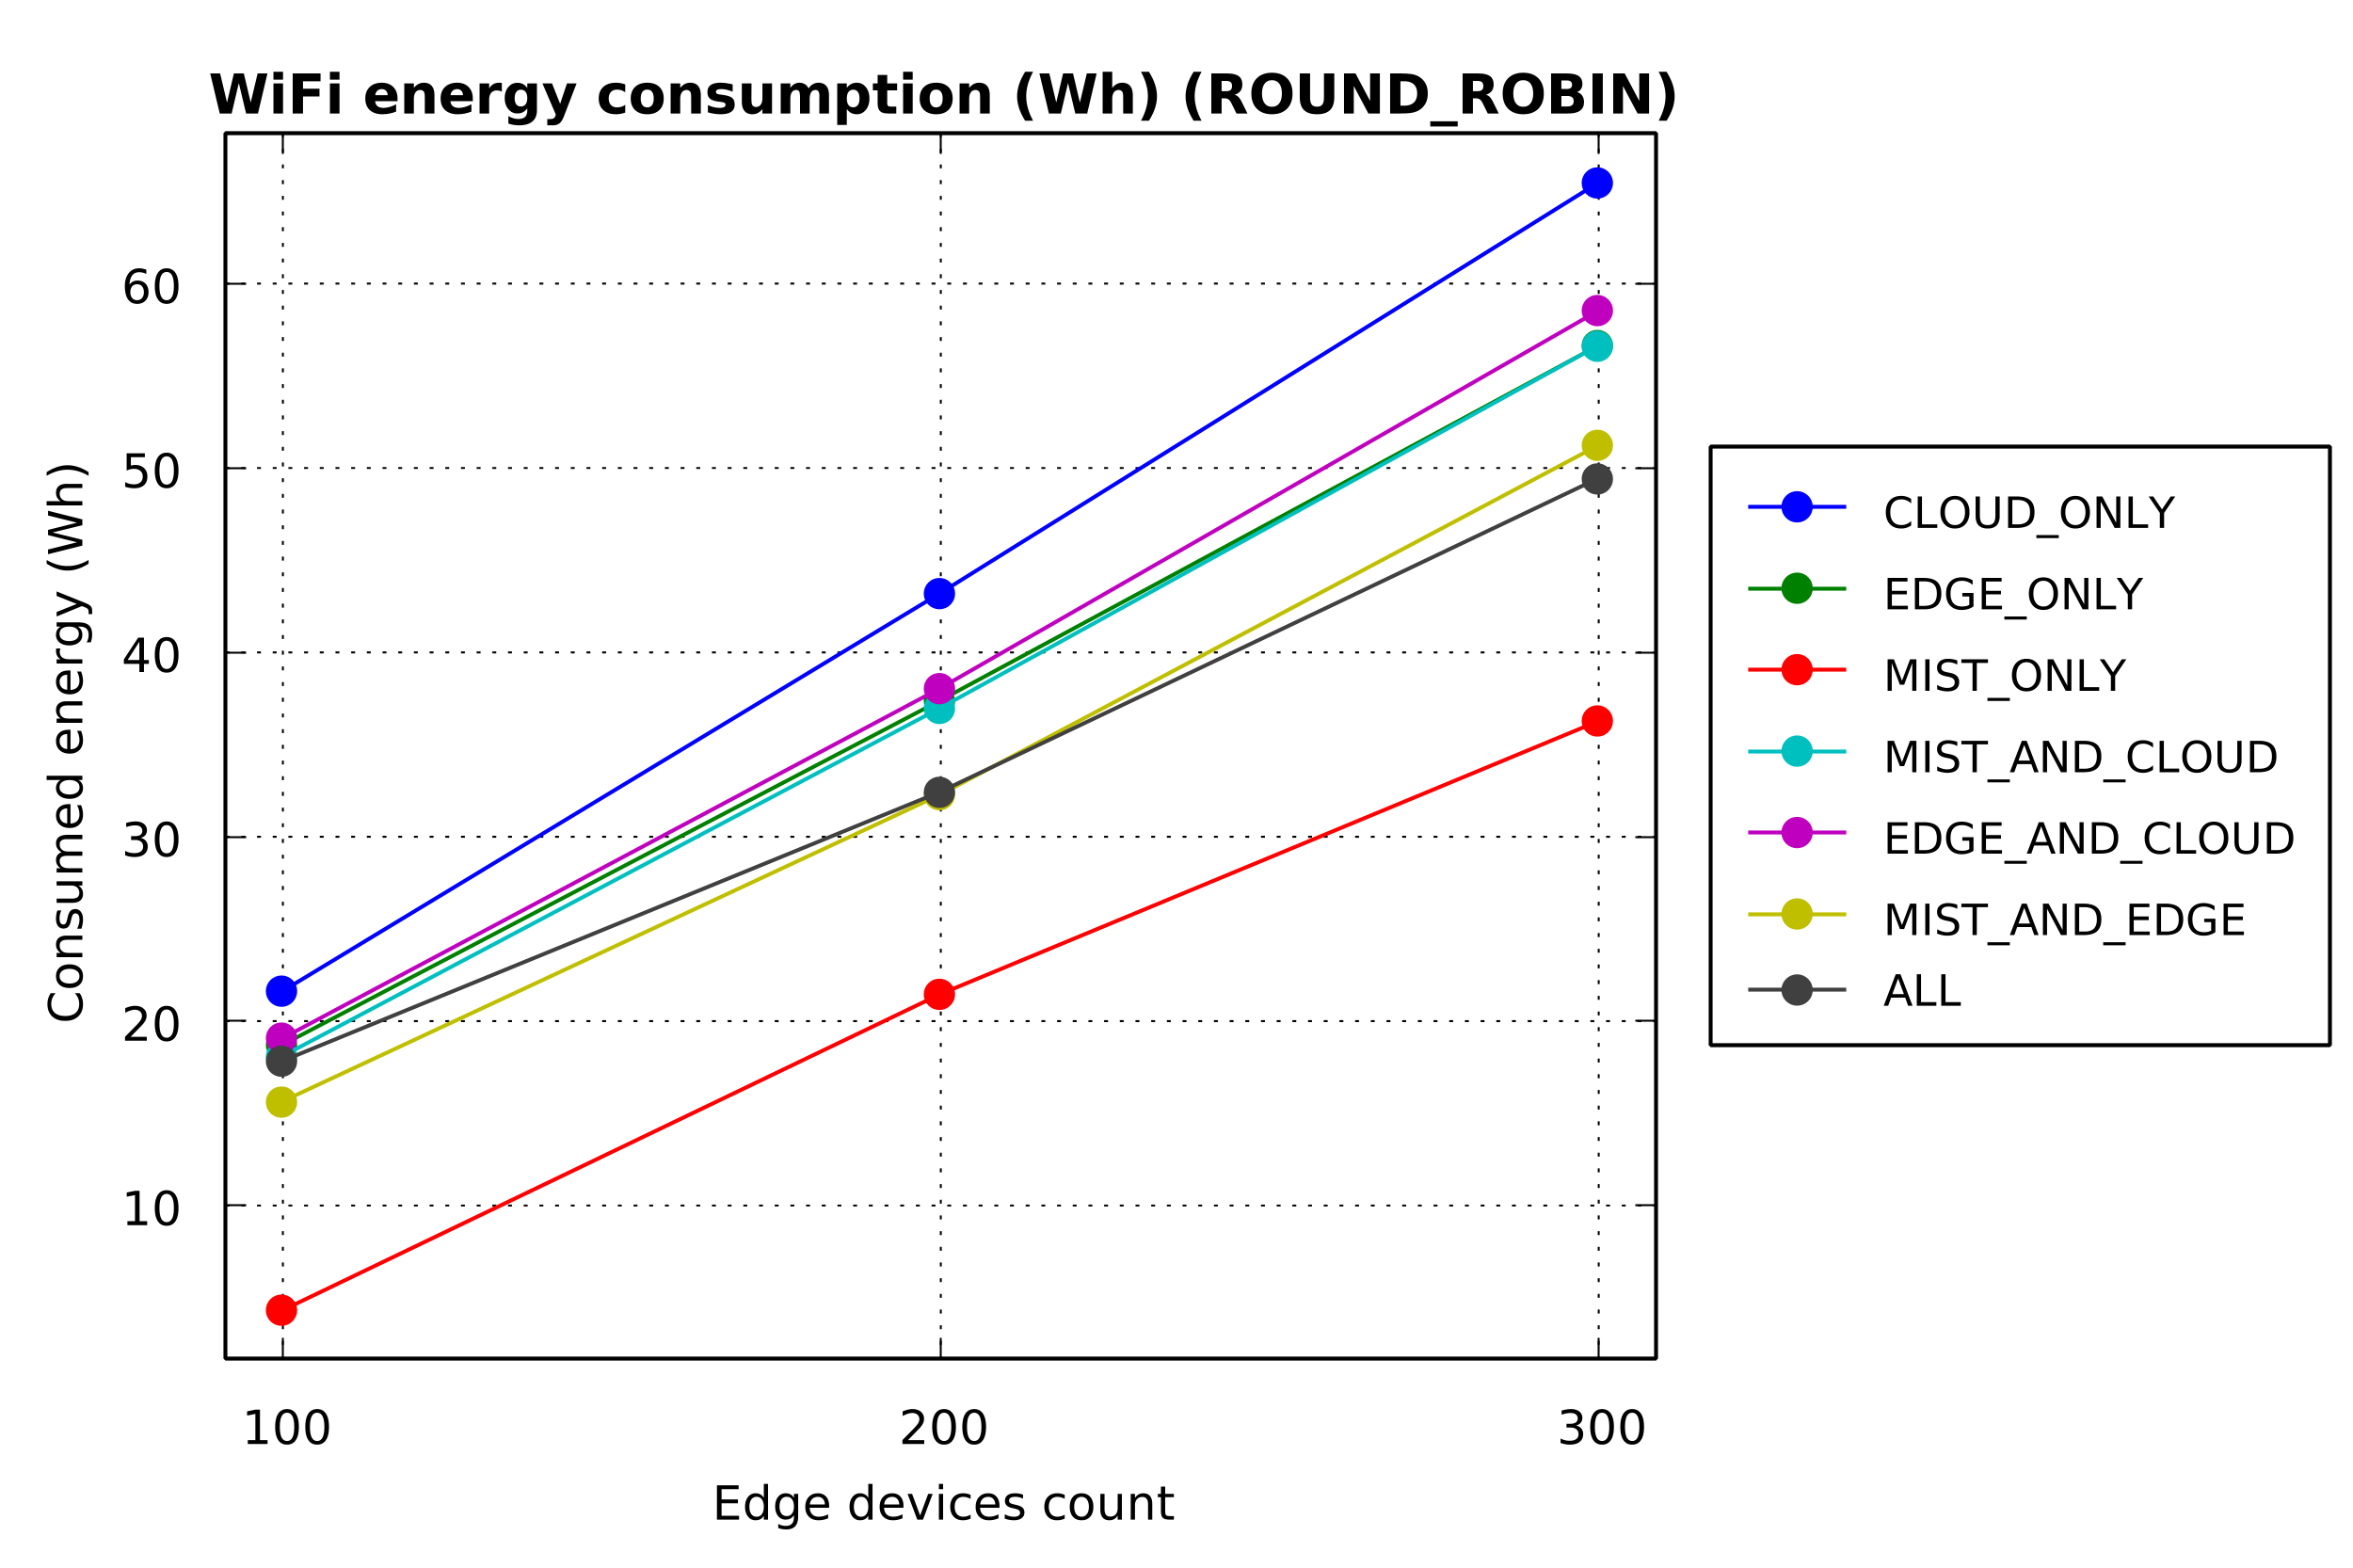 WiFi energy consumption (Wh) (ROUND_ROBIN)
Consumed energy (Wh)
60
50
40
30
20
10
100
200
300
Edge devices count
CLOUD_ONLY
EDGE_ONLY
MIST_ONLY
MIST_AND_CLOUD
EDGE_AND_CLOUD
MIST_AND_EDGE
ALL